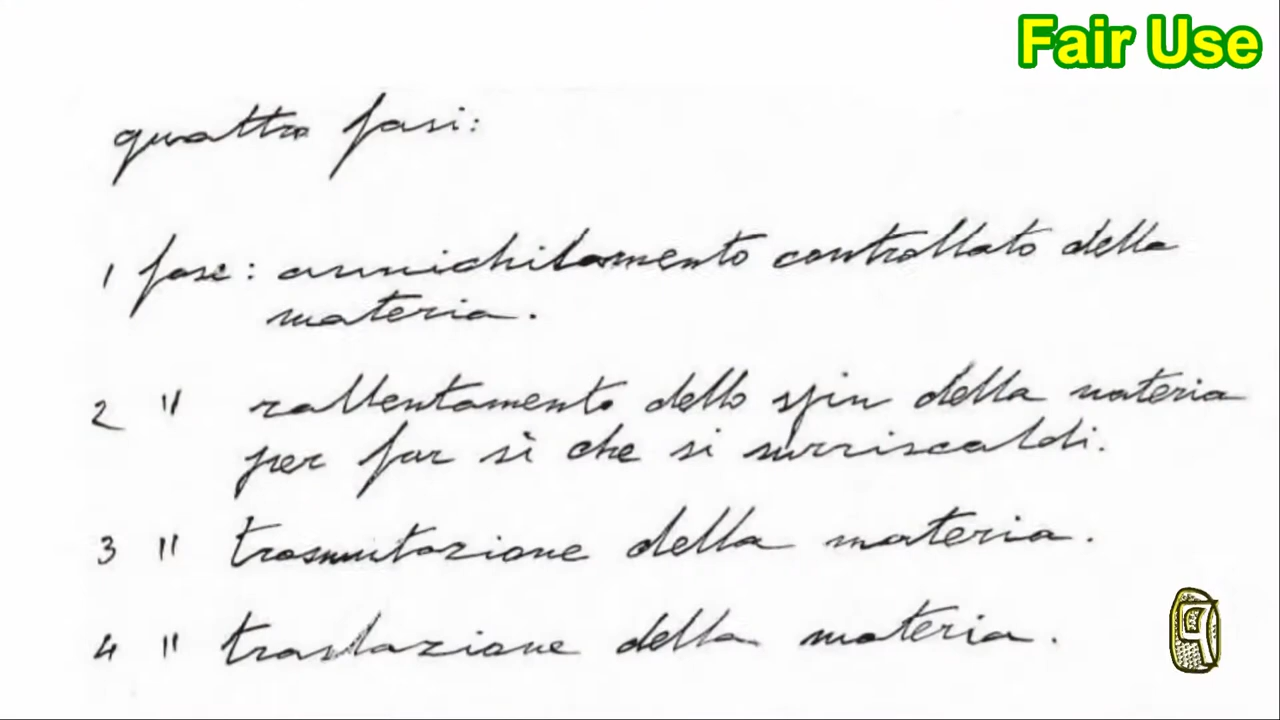 Fair Use
quattro fasi:
1 fase: annichilamento controllato della
materia.
2 " rallentamento dello spin della materia
per far sì che si surriscaldi.
3 " trasmutazione della materia.
4 " traslazione della materia.